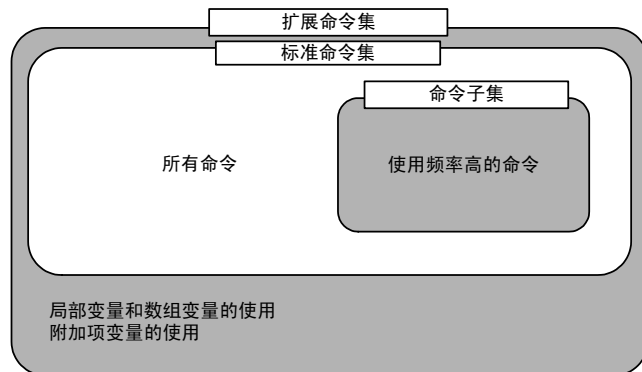 扩展命令集
标准命令集
命令子集
所有命令
使用频率高的命令
局部变量和数组变量的使用
附加项变量的使用